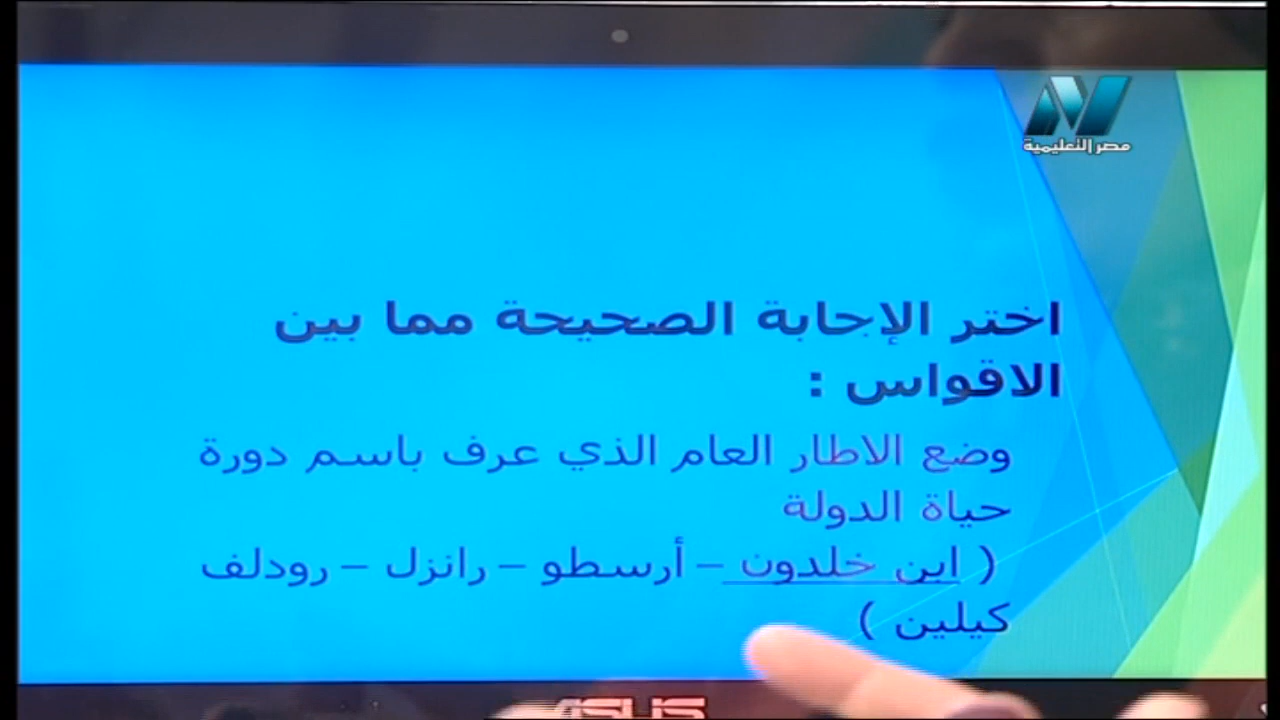 مصر التعليمية
اختر الإجابة الصحيحة مما بين
الاقواس :
وضع الاطار العام الذي عرف باسم دورة
حياة الدولة
( ابن خلدون – أرسطو – رانزل – رودلف
كيلين )
ASUS